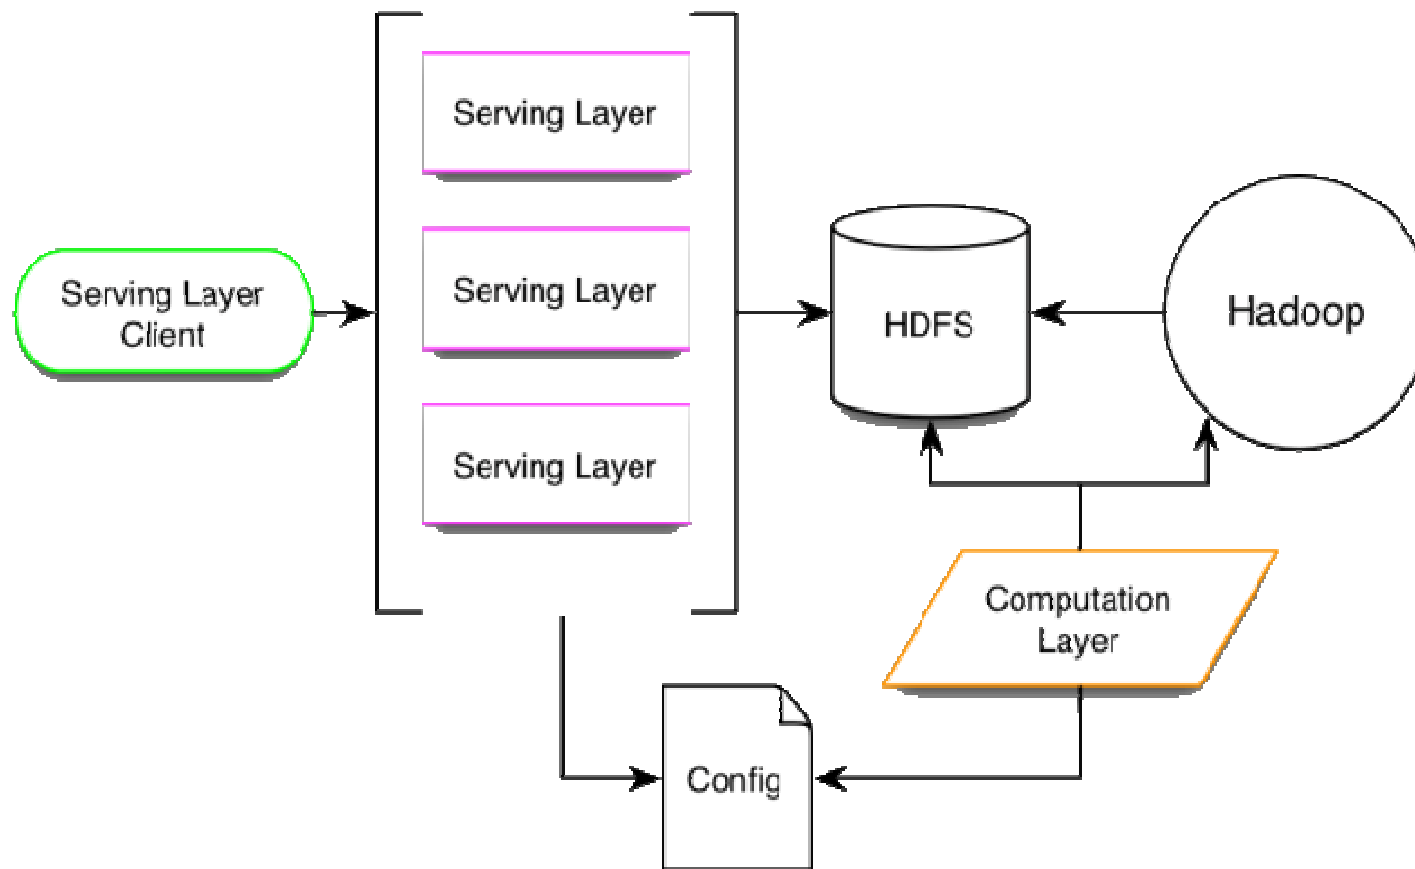 Serving Layer
Serving Layer
Client
Serving Layer
HDFS
Hadoop
Serving Layer
Computation
Layer
Config